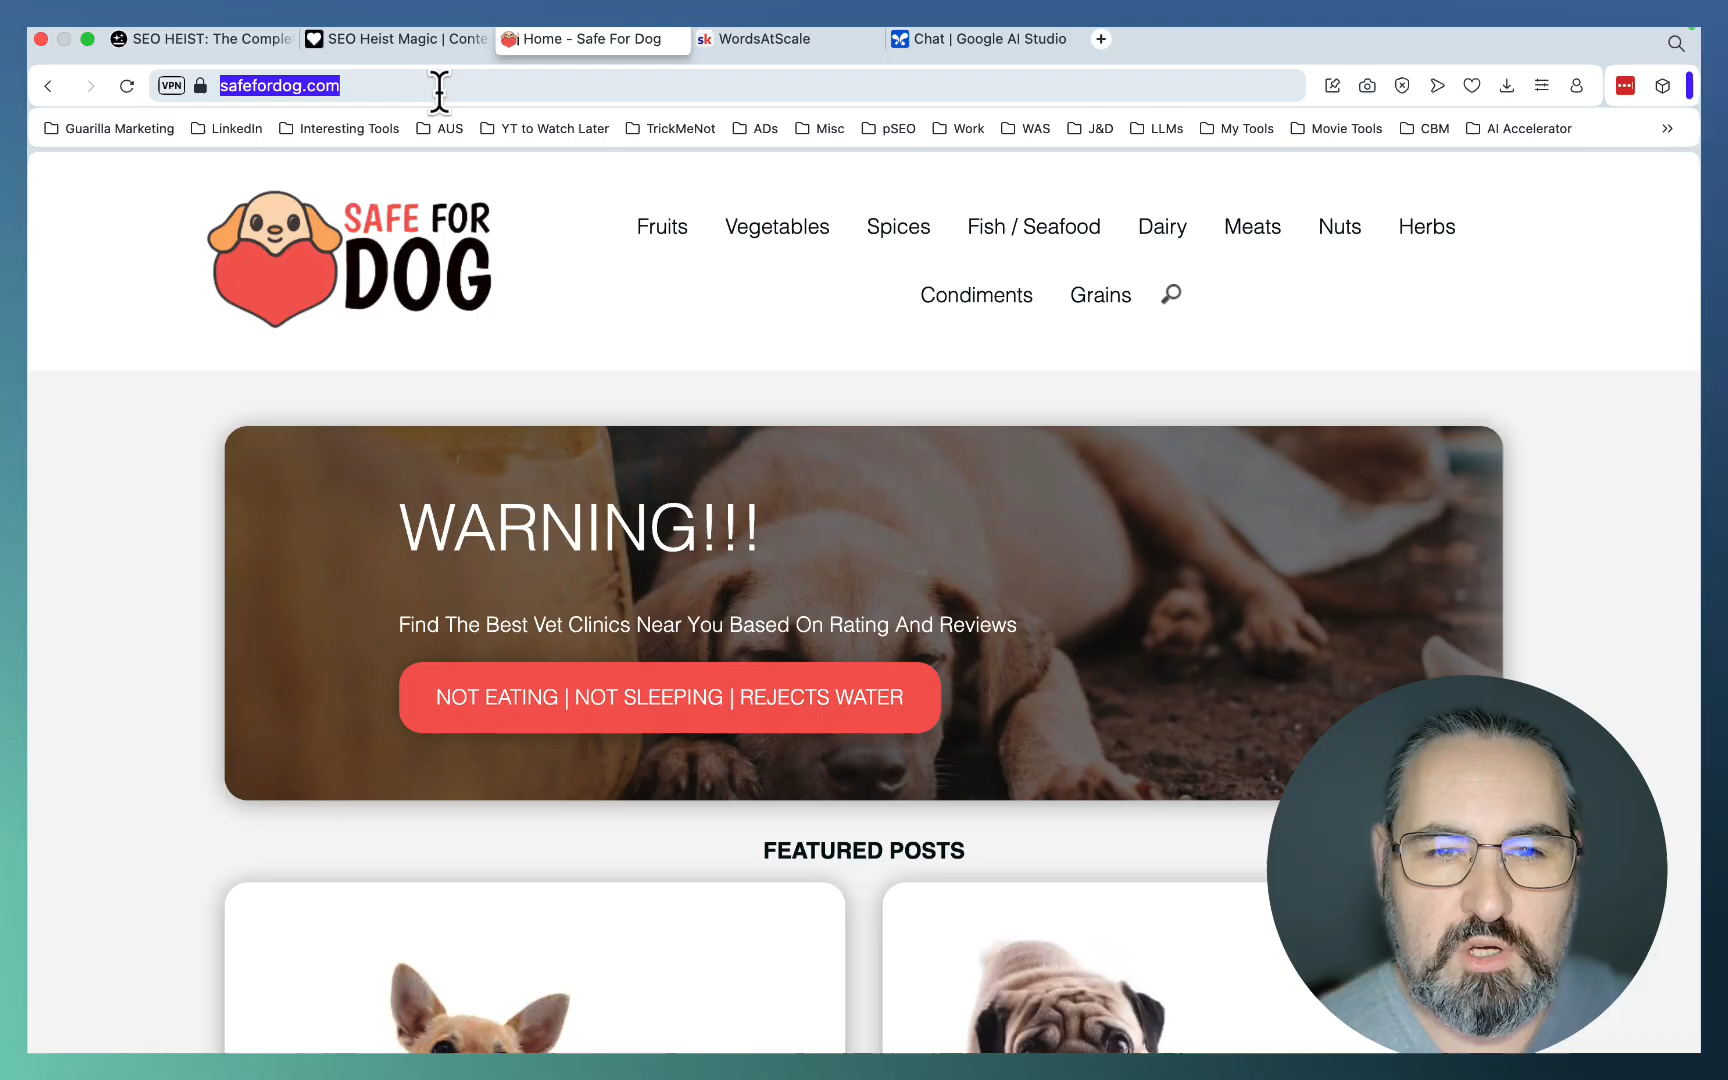 SEO HEIST: The Complet
SEO Heist Magic | Conte
Home - Safe For Dog
sk WordsAtScale
Chat | Google AI Studio
VPN safefordog.com
Guarilla Marketing LinkedIn Interesting Tools AUS YT to Watch Later TrickMeNot ADs Misc pSEO Work WAS J&D LLMs My Tools Movie Tools CBM AI Accelerator
SAFE FOR
DOG
Fruits Vegetables Spices Fish / Seafood Dairy Meats Nuts Herbs
Condiments Grains
WARNING!!!
Find The Best Vet Clinics Near You Based On Rating And Reviews
NOT EATING | NOT SLEEPING | REJECTS WATER
FEATURED POSTS